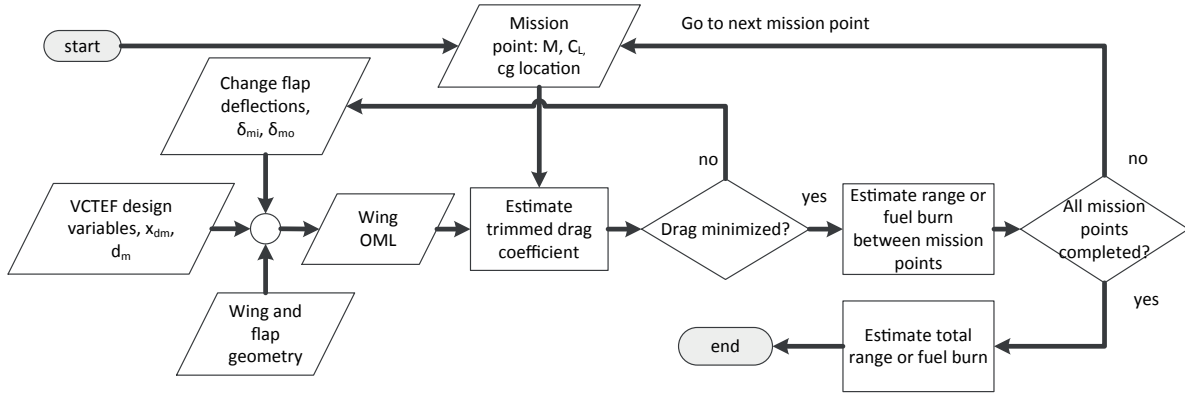 start
Mission
point: M, C_L,
cg location
Go to next mission point
Change flap
deflections,
δ_mi, δ_mo
no
no
VCTEF design
variables, x_dm,
d_m
Wing
OML
Estimate
trimmed drag
coefficient
Drag minimized?
yes
Estimate range or
fuel burn
between mission
points
All mission
points
completed?
yes
Wing and
flap
geometry
end
Estimate total
range or fuel burn